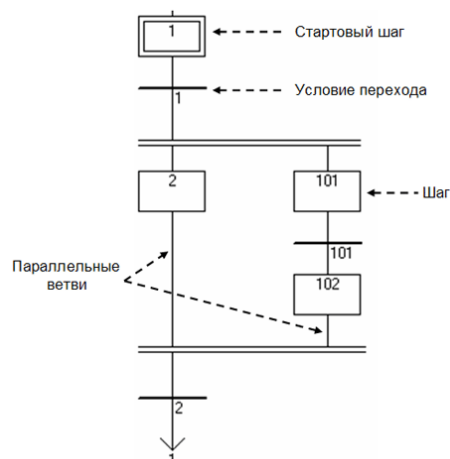 1
Стартовый шаг
Условие перехода
1
2
101
Шаг
101
Параллельные
ветви
102
2
1